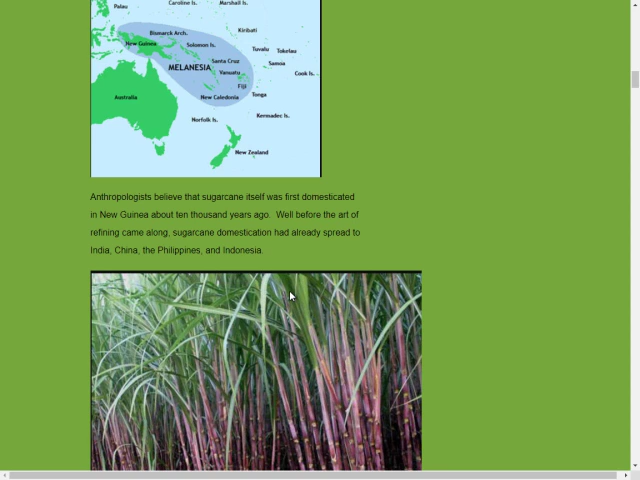 Palau
Caroline Is.
Marshall Is.
Bismarck Arch.
Kiribati
New Guinea
Solomon Is.
Tuvalu
Tokelau
Santa Cruz
Samoa
MELANESIA
Vanuatu
Cook Is.
Fiji
Australia
New Caledonia
Tonga
Kermadec Is.
Norfolk Is.
New Zealand
Anthropologists believe that sugarcane itself was first domesticated
in New Guinea about ten thousand years ago.  Well before the art of
refining came along, sugarcane domestication had already spread to
India, China, the Philippines, and Indonesia.